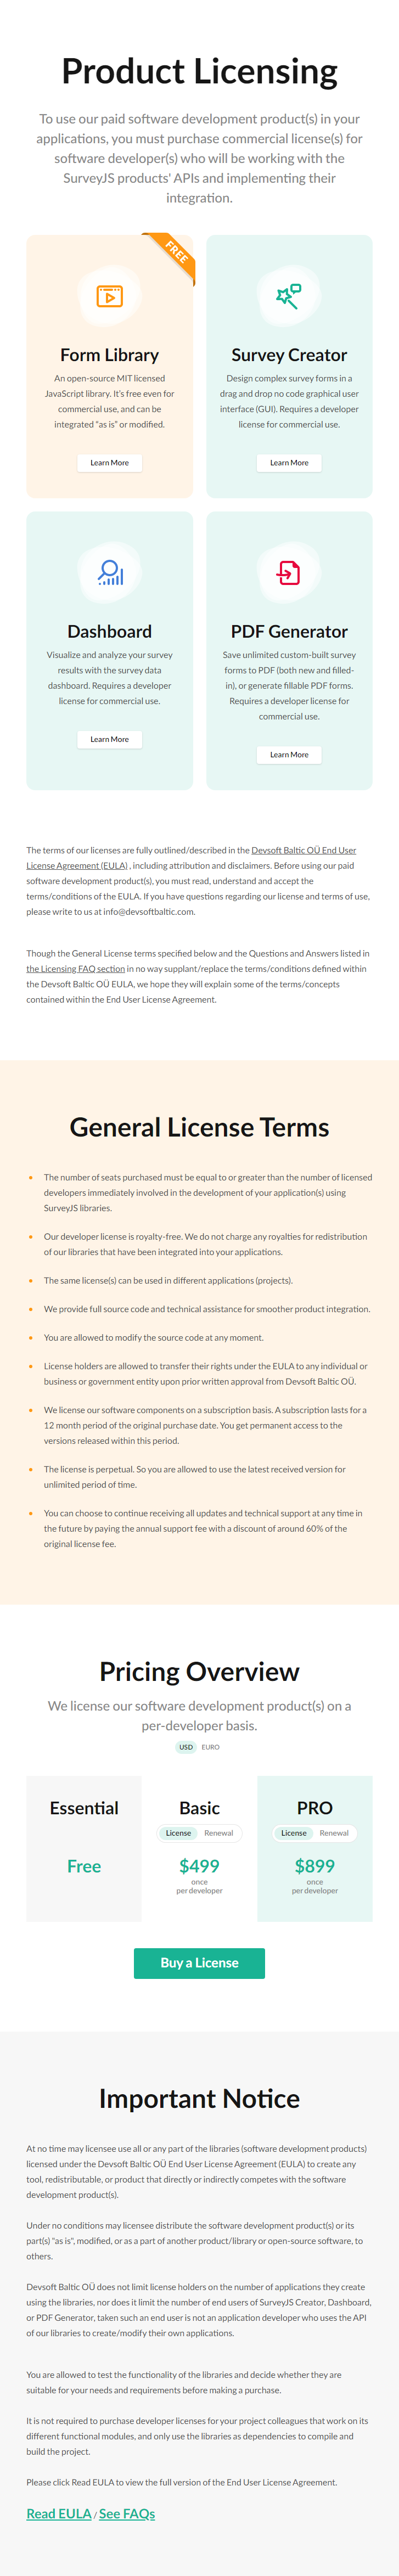 Product Licensing
To use our paid software development product(s) in your
applications, you must purchase commercial license(s) for
software developer(s) who will be working with the
SurveyJS products' APIs and implementing their
integration.
FREE
Form Library
An open-source MIT licensed
JavaScript library. It's free even for
commercial use, and can be
integrated "as is" or modified.
Learn More
Survey Creator
Design complex survey forms in a
drag and drop no code graphical user
interface (GUI). Requires a developer
license for commercial use.
Learn More
Dashboard
Visualize and analyze your survey
results with the survey data
dashboard. Requires a developer
license for commercial use.
Learn More
PDF Generator
Save unlimited custom-built survey
forms to PDF (both new and filled-
in), or generate fillable PDF forms.
Requires a developer license for
commercial use.
Learn More
The terms of our licenses are fully outlined/described in the Devsoft Baltic OÜ End User
License Agreement (EULA) , including attribution and disclaimers. Before using our paid
software development product(s), you must read, understand and accept the
terms/conditions of the EULA. If you have questions regarding our license and terms of use,
please write to us at info@devsoftbaltic.com.
Though the General License terms specified below and the Questions and Answers listed in
the Licensing FAQ section in no way supplant/replace the terms/conditions defined within
the Devsoft Baltic OÜ EULA, we hope they will explain some of the terms/concepts
contained within the End User License Agreement.
General License Terms
• The number of seats purchased must be equal to or greater than the number of licensed
developers immediately involved in the development of your application(s) using
SurveyJS libraries.
• Our developer license is royalty-free. We do not charge any royalties for redistribution
of our libraries that have been integrated into your applications.
• The same license(s) can be used in different applications (projects).
• We provide full source code and technical assistance for smoother product integration.
• You are allowed to modify the source code at any moment.
• License holders are allowed to transfer their rights under the EULA to any individual or
business or government entity upon prior written approval from Devsoft Baltic OÜ.
• We license our software components on a subscription basis. A subscription lasts for a
12 month period of the original purchase date. You get permanent access to the
versions released within this period.
• The license is perpetual. So you are allowed to use the latest received version for
unlimited period of time.
• You can choose to continue receiving all updates and technical support at any time in
the future by paying the annual support fee with a discount of around 60% of the
original license fee.
Pricing Overview
We license our software development product(s) on a
per-developer basis.
USD EURO
Essential
Free
Basic
License Renewal
$499
once
per developer
PRO
License Renewal
$899
once
per developer
Buy a License
Important Notice
At no time may licensee use all or any part of the libraries (software development products)
licensed under the Devsoft Baltic OÜ End User License Agreement (EULA) to create any
tool, redistributable, or product that directly or indirectly competes with the software
development product(s).
Under no conditions may licensee distribute the software development product(s) or its
part(s) "as is", modified, or as a part of another product/library or open-source software, to
others.
Devsoft Baltic OÜ does not limit license holders on the number of applications they create
using the libraries, nor does it limit the number of end users of SurveyJS Creator, Dashboard,
or PDF Generator, taken such an end user is not an application developer who uses the API
of our libraries to create/modify their own applications.
You are allowed to test the functionality of the libraries and decide whether they are
suitable for your needs and requirements before making a purchase.
It is not required to purchase developer licenses for your project colleagues that work on its
different functional modules, and only use the libraries as dependencies to compile and
build the project.
Please click Read EULA to view the full version of the End User License Agreement.
Read EULA / See FAQs